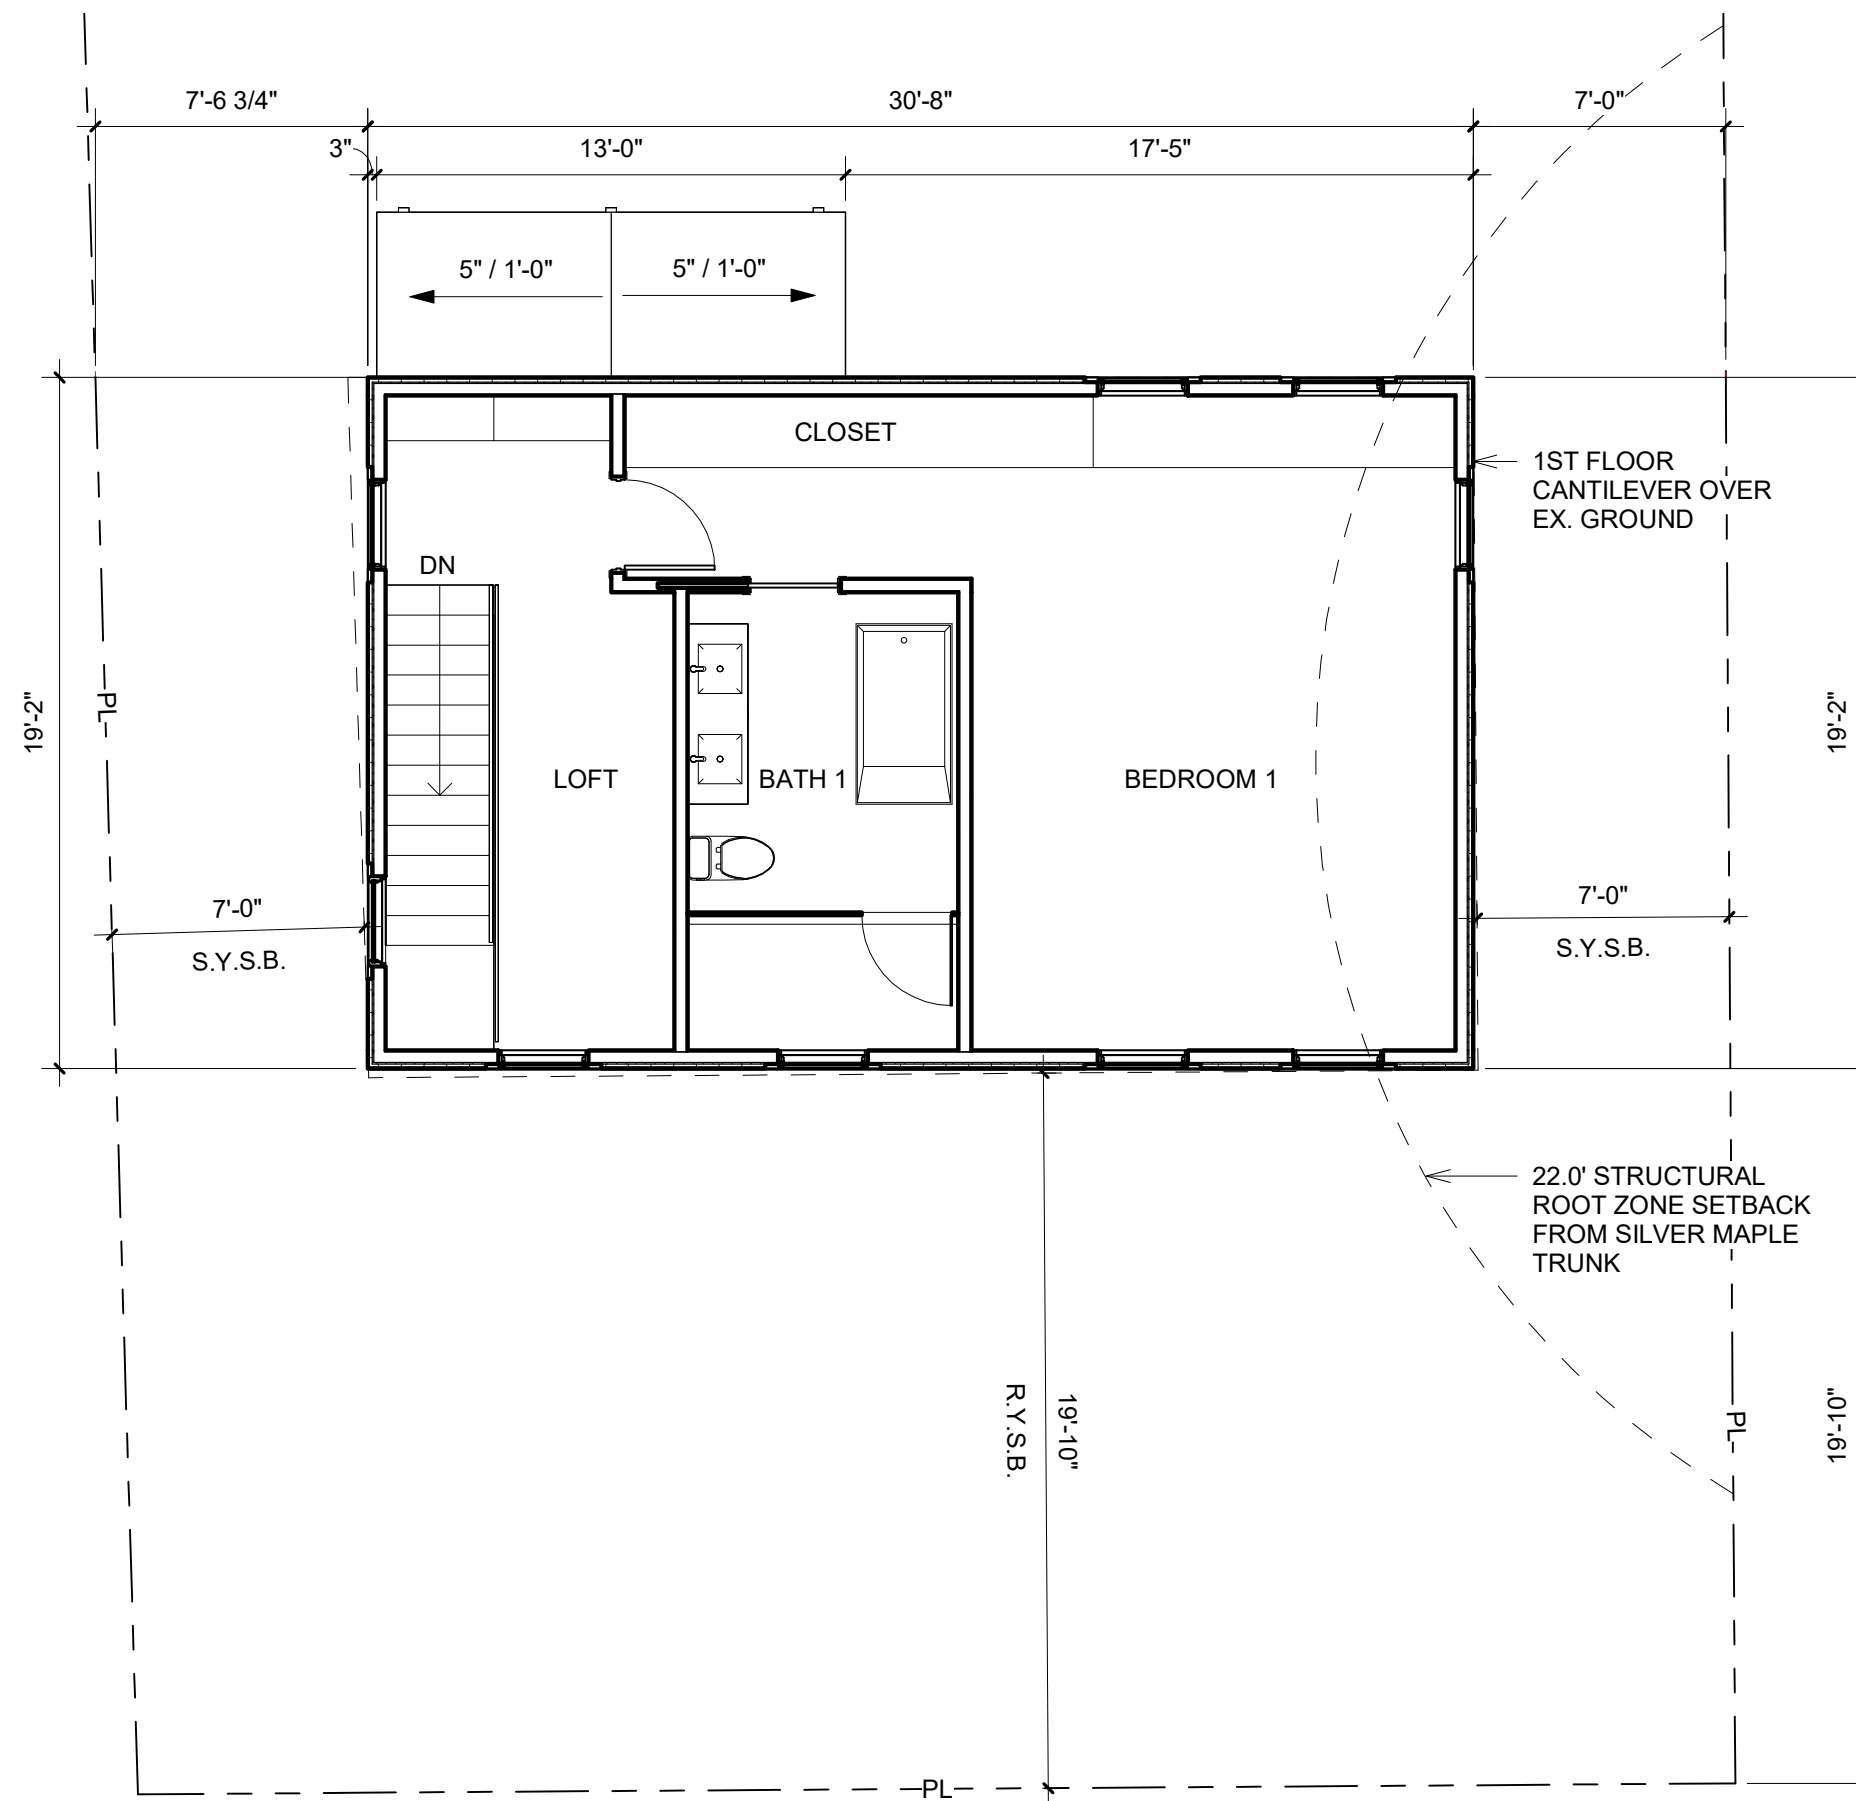 7'-6 3/4"
30'-8"
7'-0"
3"
13'-0"
17'-5"
5" / 1'-0"
5" / 1'-0"
CLOSET
1ST FLOOR
CANTILEVER OVER
EX. GROUND
DN
PL
19'-2"
19'-2"
LOFT
BATH 1
BEDROOM 1
7'-0"
S.Y.S.B.
7'-0"
S.Y.S.B.
22.0' STRUCTURAL
ROOT ZONE SETBACK
FROM SILVER MAPLE
TRUNK
R.Y.S.B.
19'-10"
PL
19'-10"
PL